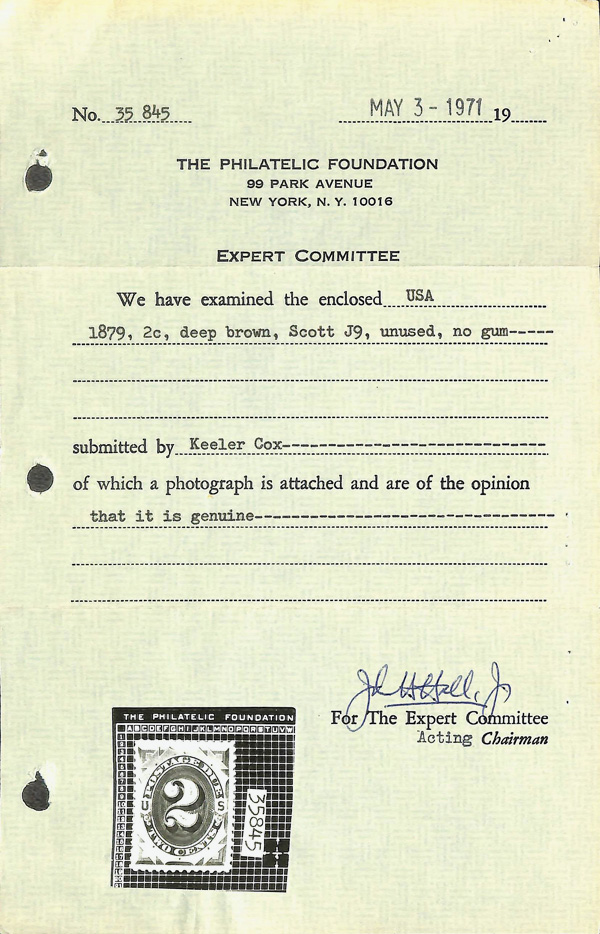 No. 35 845 MAY 3 - 1971 19
THE PHILATELIC FOUNDATION
99 PARK AVENUE
NEW YORK, N. Y. 10016
EXPERT COMMITTEE
We have examined the enclosed USA
1879, 2c, deep brown, Scott J9, unused, no gum-----
submitted by Keeler Cox----------------------------
of which a photograph is attached and are of the opinion
that it is genuine--------------------------------
For The Expert Committee
Acting Chairman
THE PHILATELIC FOUNDATION
ABCDEFGHIJKLMNOPQRSTUVW
POSTAGE DUE
U 2 S
35845